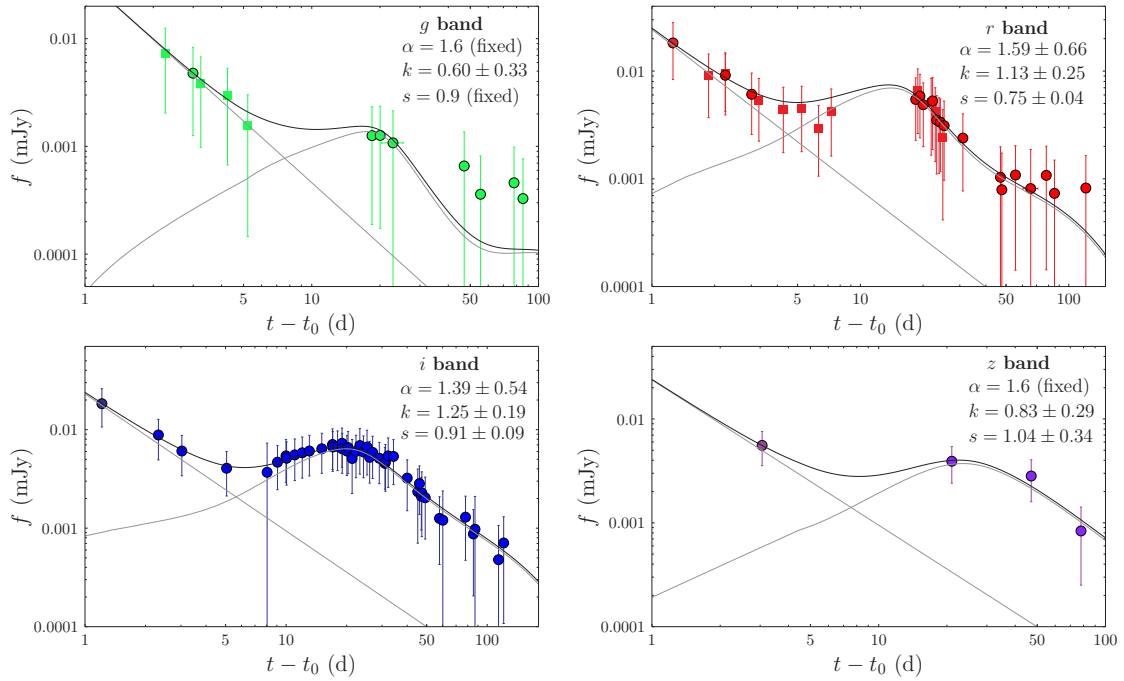 g band
α = 1.6 (fixed)
k = 0.60 ± 0.33
s = 0.9 (fixed)
0.01
0.001
0.0001
f (mJy)
1
5
10
50
100
t − t₀ (d)
r band
α = 1.59 ± 0.66
k = 1.13 ± 0.25
s = 0.75 ± 0.04
0.01
0.001
0.0001
f (mJy)
1
5
10
50
100
t − t₀ (d)
i band
α = 1.39 ± 0.54
k = 1.25 ± 0.19
s = 0.91 ± 0.09
0.01
0.001
0.0001
f (mJy)
1
5
10
50
100
t − t₀ (d)
z band
α = 1.6 (fixed)
k = 0.83 ± 0.29
s = 1.04 ± 0.34
0.01
0.001
0.0001
f (mJy)
1
5
10
50
100
t − t₀ (d)